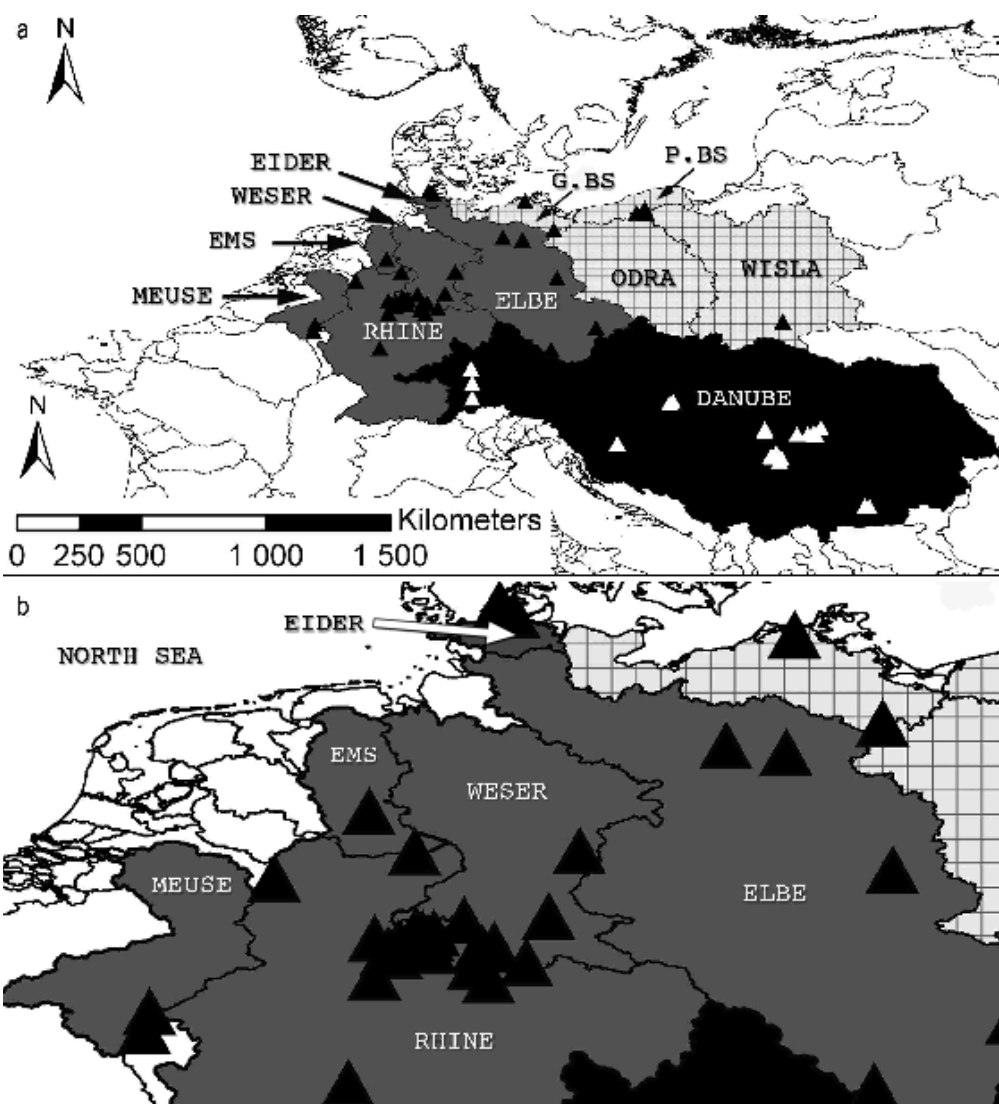 a
N
EIDER
P.BS
WESER
G.BS
EMS
ODRA
WISLA
MEUSE
ELBE
RHINE
DANUBE
N
Kilometers
0 250 500 1 000 1 500
b
EIDER
NORTH SEA
EMS
WESER
MEUSE
ELBE
RHINE